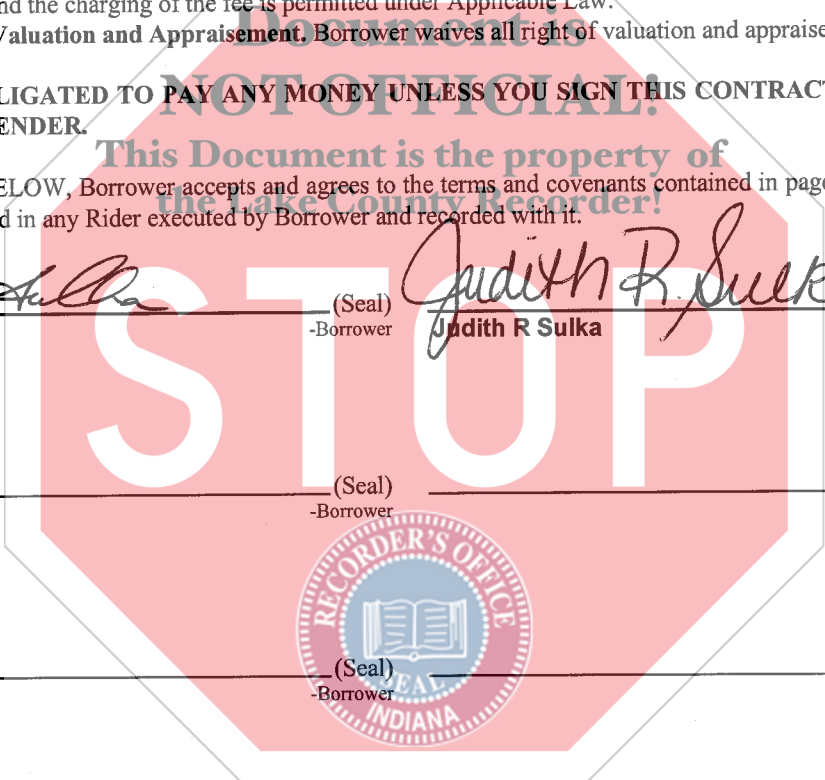 nd the charging of the fee is permitted under Applicable Law.
Document is
Valuation and Appraisement. Borrower waives all right of valuation and appraise
NOT OFFICIAL!
LIGATED TO PAY ANY MONEY UNLESS YOU SIGN THIS CONTRACT
ENDER.
This Document is the property of
ELOW, Borrower accepts and agrees to the terms and covenants contained in page
the Lake County Recorder!
d in any Rider executed by Borrower and recorded with it.
Sulka (Seal) Judith R. Sulk
-Borrower Judith R Sulka
STOP
(Seal)
-Borrower
RECORDER'S OFFICE
(Seal)
SEAL
-Borrower
INDIANA